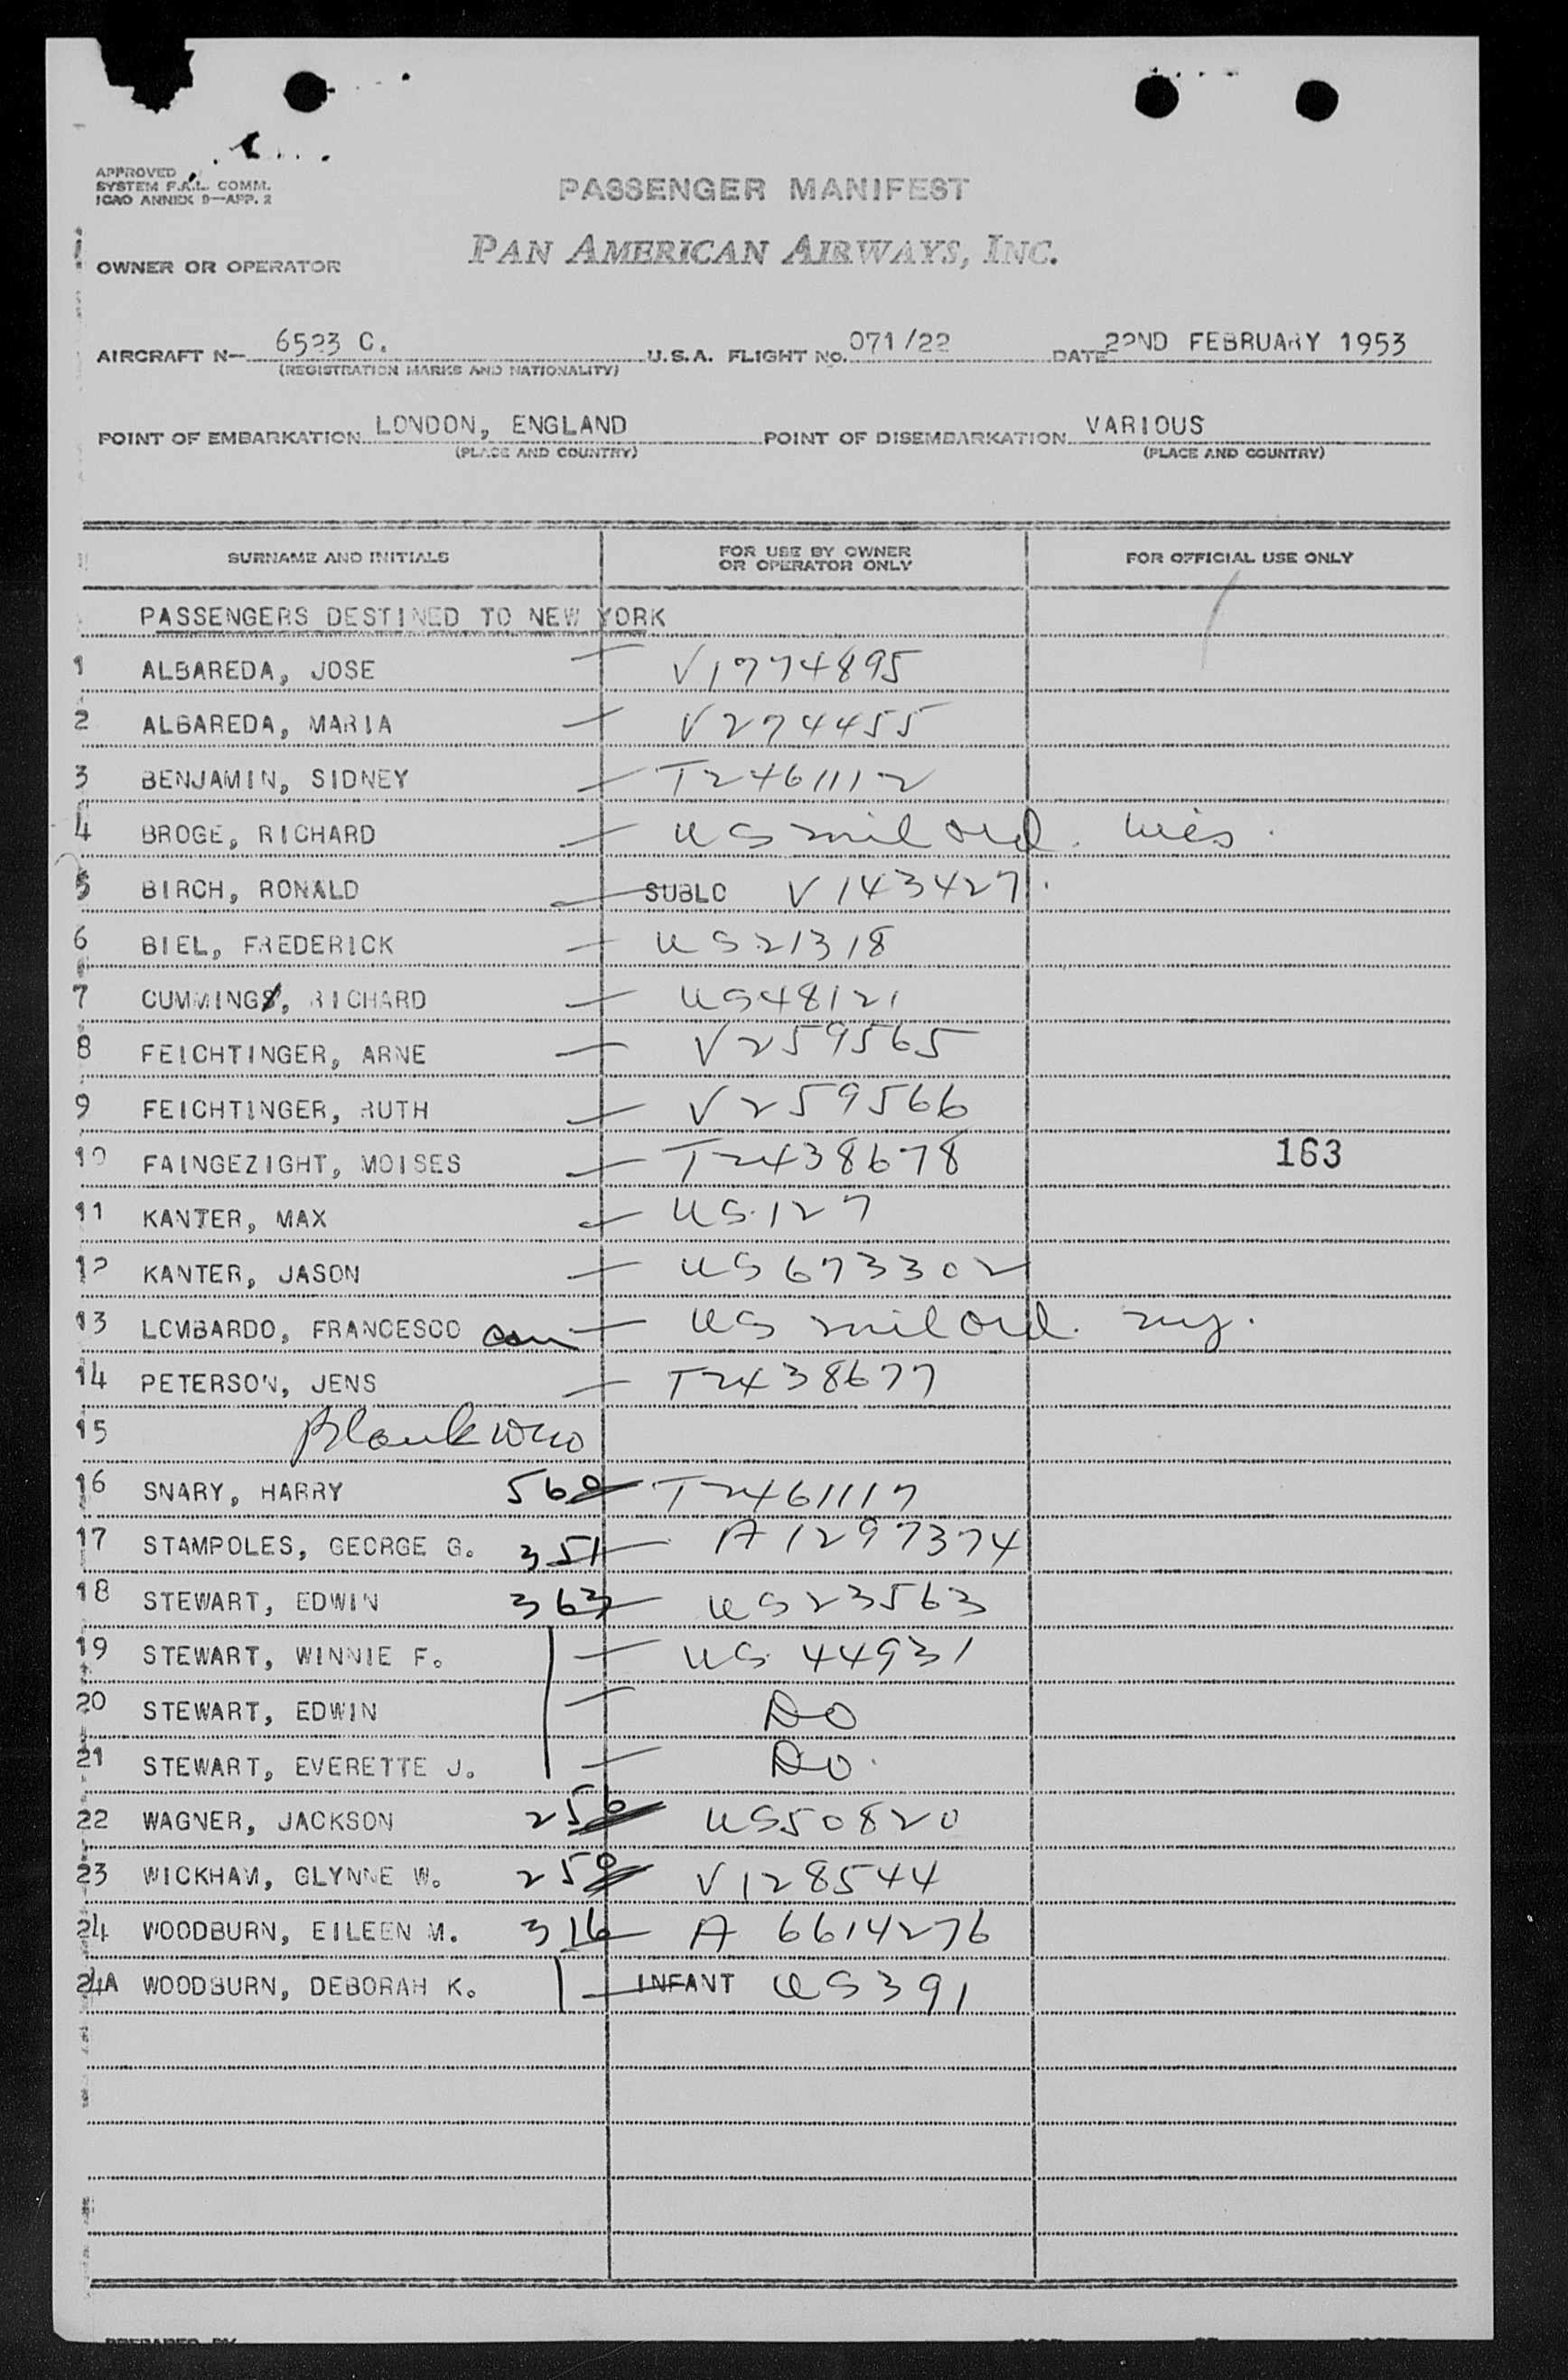 APPROVED
SYSTEM F.A.L. COMM.
ICAO ANNEX 9—APP. 2
PASSENGER MANIFEST
OWNER OR OPERATOR PAN AMERICAN AIRWAYS, INC.
AIRCRAFT N— 6523 C. U.S.A. FLIGHT NO. 071/22 DATE 22ND FEBRUARY 1953
(REGISTRATION MARKS AND NATIONALITY)
POINT OF EMBARKATION LONDON, ENGLAND POINT OF DISEMBARKATION VARIOUS
(PLACE AND COUNTRY) (PLACE AND COUNTRY)
SURNAME AND INITIALS FOR USE BY OWNER OR OPERATOR ONLY FOR OFFICIAL USE ONLY
PASSENGERS DESTINED TO NEW YORK
1 ALBAREDA, JOSE V1774895
2 ALBAREDA, MARIA V274455
3 BENJAMIN, SIDNEY T2461112
4 BROGE, RICHARD US mil ord. Wis.
5 BIRCH, RONALD SUBLO V143427.
6 BIEL, FREDERICK US21318
7 CUMMING, RICHARD US48121
8 FEICHTINGER, ARNE V259565
9 FEICHTINGER, RUTH V259566
10 FAINGEZIGHT, MOISES T2438678 163
11 KANTER, MAX US127
12 KANTER, JASON US673302
13 LOMBARDO, FRANCESCO US mil ord. ny.
14 PETERSON, JENS T2438677
15 Blank
16 SNARY, HARRY 560 T2461117
17 STAMPOLES, GEORGE G. 351 A1297374
18 STEWART, EDWIN 363 US23563
19 STEWART, WINNIE F. US 44931
20 STEWART, EDWIN DO
21 STEWART, EVERETTE J. DO.
22 WAGNER, JACKSON 250 US50820
23 WICKHAM, GLYNNE W. 250 V128544
24 WOODBURN, EILEEN M. 316 A 6614276
24A WOODBURN, DEBORAH K. INFANT US391